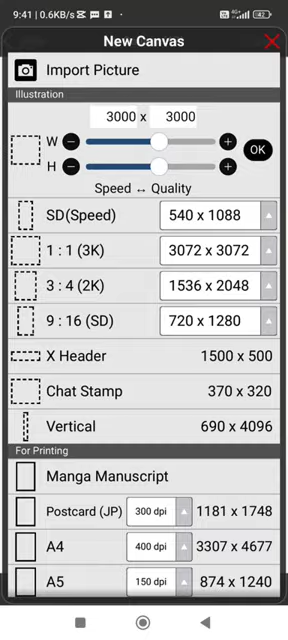 9:41 | 0.6KB/s
4G+
42
New Canvas
Import Picture
Illustration
3000 x 3000
W
OK
H
Speed ↔ Quality
SD(Speed) 540 x 1088
1 : 1 (3K) 3072 x 3072
3 : 4 (2K) 1536 x 2048
9 : 16 (SD) 720 x 1280
X Header 1500 x 500
Chat Stamp 370 x 320
Vertical 690 x 4096
For Printing
Manga Manuscript
Postcard (JP) 300 dpi 1181 x 1748
A4 400 dpi 3307 x 4677
A5 150 dpi 874 x 1240